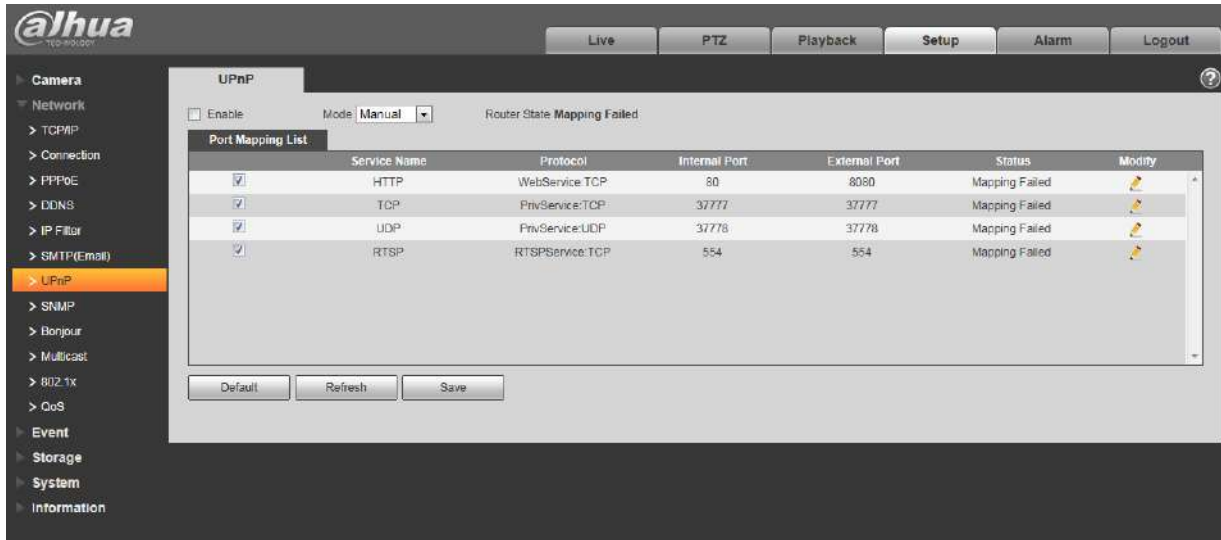 alhua
TECHNOLOGY
Live PTZ Playback Setup Alarm Logout
Camera
Network
> TCP/IP
> Connection
> PPPoE
> DDNS
> IP Filter
> SMTP(Email)
> UPnP
> SNMP
> Bonjour
> Multicast
> 802.1x
> QoS
Event
Storage
System
Information
UPnP
?
Enable Mode Manual Router State Mapping Failed
Port Mapping List
Service Name Protocol Internal Port External Port Status Modify
HTTP WebService:TCP 80 8080 Mapping Failed
TCP PrivService:TCP 37777 37777 Mapping Failed
UDP PrivService:UDP 37778 37778 Mapping Failed
RTSP RTSPService:TCP 554 554 Mapping Failed
Default Refresh Save